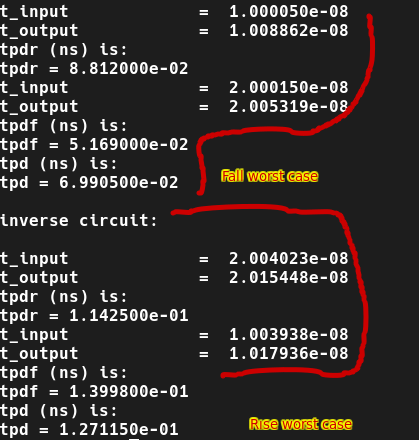 t_input = 1.000050e-08
t_output = 1.008862e-08
tpdr (ns) is:
tpdr = 8.812000e-02
t_input = 2.000150e-08
t_output = 2.005319e-08
tpdf (ns) is:
tpdf = 5.169000e-02
tpd (ns) is:
tpd = 6.990500e-02
Fall worst case
inverse circuit:
t_input = 2.004023e-08
t_output = 2.015448e-08
tpdr (ns) is:
tpdr = 1.142500e-01
t_input = 1.003938e-08
t_output = 1.017936e-08
tpdf (ns) is:
tpdf = 1.399800e-01
tpd (ns) is:
tpd = 1.271150e-01
Rise worst case